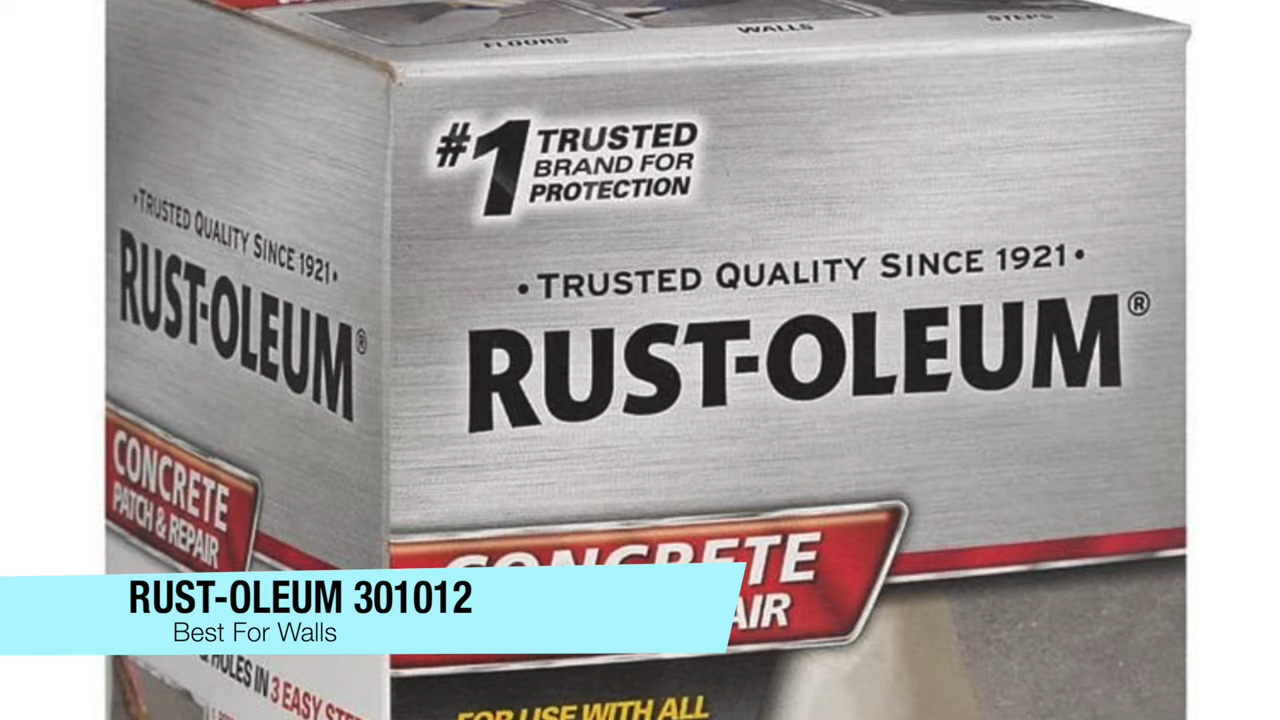 FLOORS
WALLS
STEPS
#1 TRUSTED
BRAND FOR
PROTECTION
•TRUSTED QUALITY SINCE 1921•
RUST-OLEUM®
CONCRETE
PATCH & REPAIR
•TRUSTED QUALITY SINCE 1921•
RUST-OLEUM®
CONCRETE
AIR
RUST-OLEUM 301012
Best For Walls
& HOLES IN 3 EASY STE
FOR USE WITH ALL